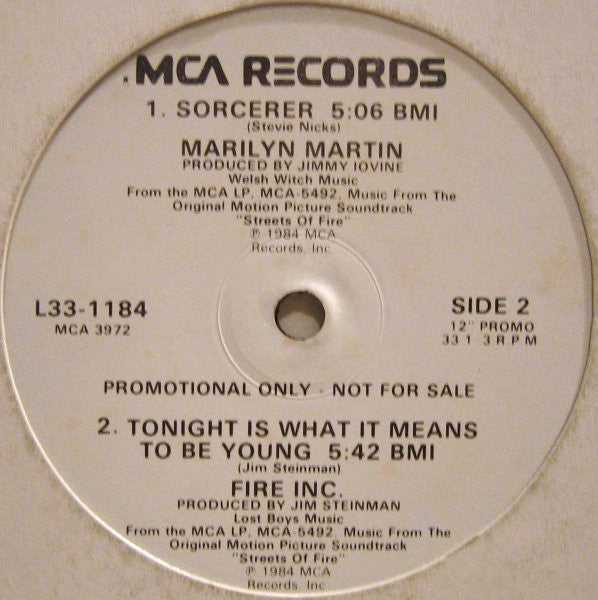 MCA RECORDS
1. SORCERER 5:06 BMI
(Stevie Nicks)
MARILYN MARTIN
PRODUCED BY JIMMY IOVINE
Welsh Witch Music
From the MCA LP, MCA-5492, Music From The
Original Motion Picture Soundtrack
"Streets Of Fire"
℗ 1984 MCA
Records, Inc
L33-1184
MCA 3972
SIDE 2
12" PROMO
33 1 3 RPM
PROMOTIONAL ONLY - NOT FOR SALE
2. TONIGHT IS WHAT IT MEANS
TO BE YOUNG 5:42 BMI
(Jim Steinman)
FIRE INC.
PRODUCED BY JIM STEINMAN
Lost Boys Music
From the MCA LP, MCA-5492, Music From The
Original Motion Picture Soundtrack
"Streets Of Fire"
℗ 1984 MCA
Records, Inc